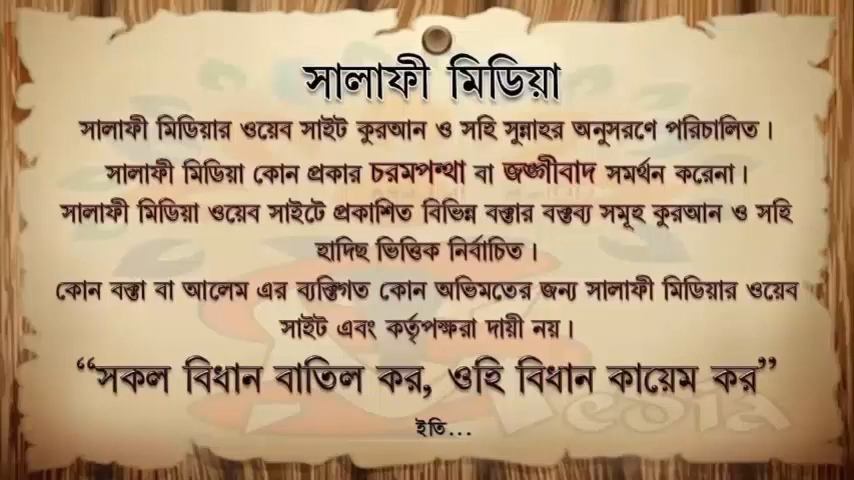 সালাফী মিডিয়া
সালাফী মিডিয়ার ওয়েব সাইট কুরআন ও সহি সুন্নাহর অনুসরণে পরিচালিত।
সালাফী মিডিয়া কোন প্রকার চরমপন্থা বা জঙ্গীবাদ সমর্থন করেনা।
সালাফী মিডিয়া ওয়েব সাইটে প্রকাশিত বিভিন্ন বক্তার বক্তব্য সমূহ কুরআন ও সহি
হাদিছ ভিত্তিক নির্বাচিত।
কোন বক্তা বা আলেম এর ব্যক্তিগত কোন অভিমতের জন্য সালাফী মিডিয়ার ওয়েব
সাইট এবং কর্তৃপক্ষরা দায়ী নয়।
“সকল বিধান বাতিল কর, ওহি বিধান কায়েম কর”
ইতি...